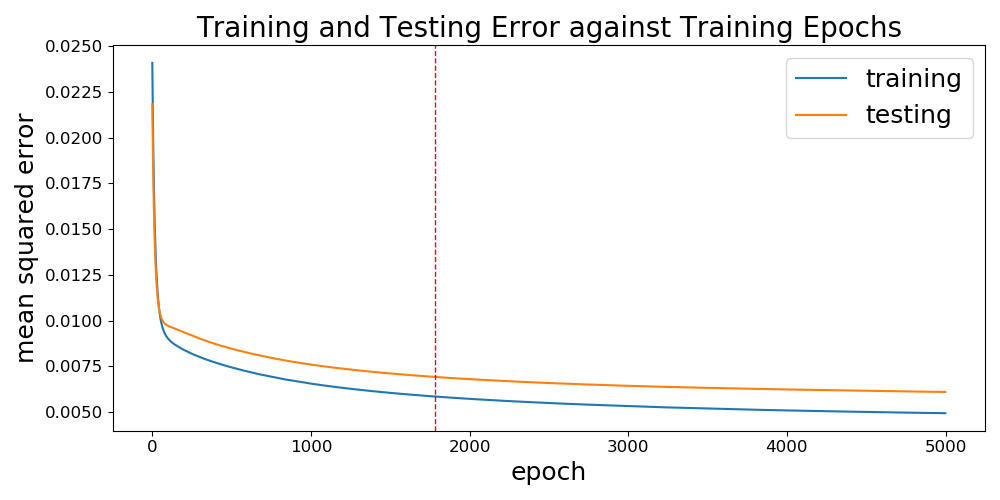 Training and Testing Error against Training Epochs
0.0250
0.0225
0.0200
0.0175
0.0150
0.0125
0.0100
0.0075
0.0050
mean squared error
training
testing
0 1000 2000 3000 4000 5000
epoch